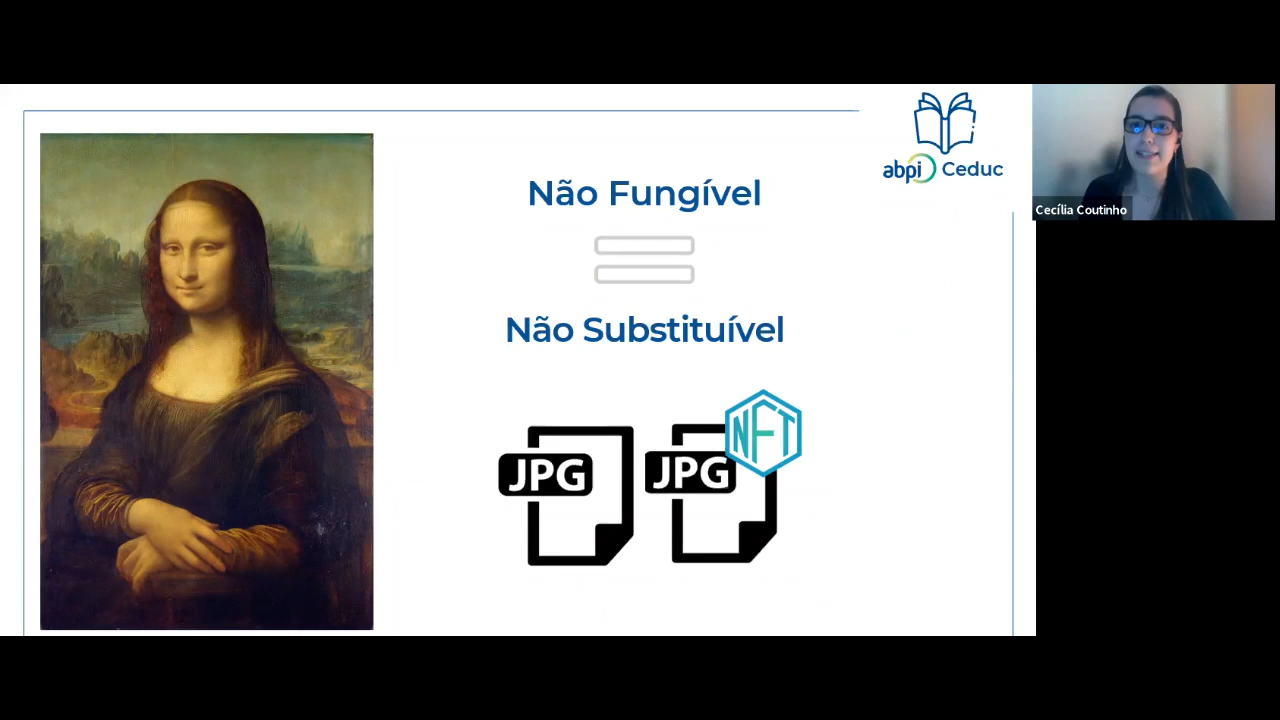 Não Fungível
Não Substituível
JPG
JPG
NFT
abpi Ceduc
Cecília Coutinho